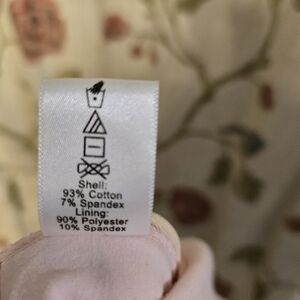 Shell:
93% Cotton
7% Spandex
Lining:
90% Polyester
10% Spandex